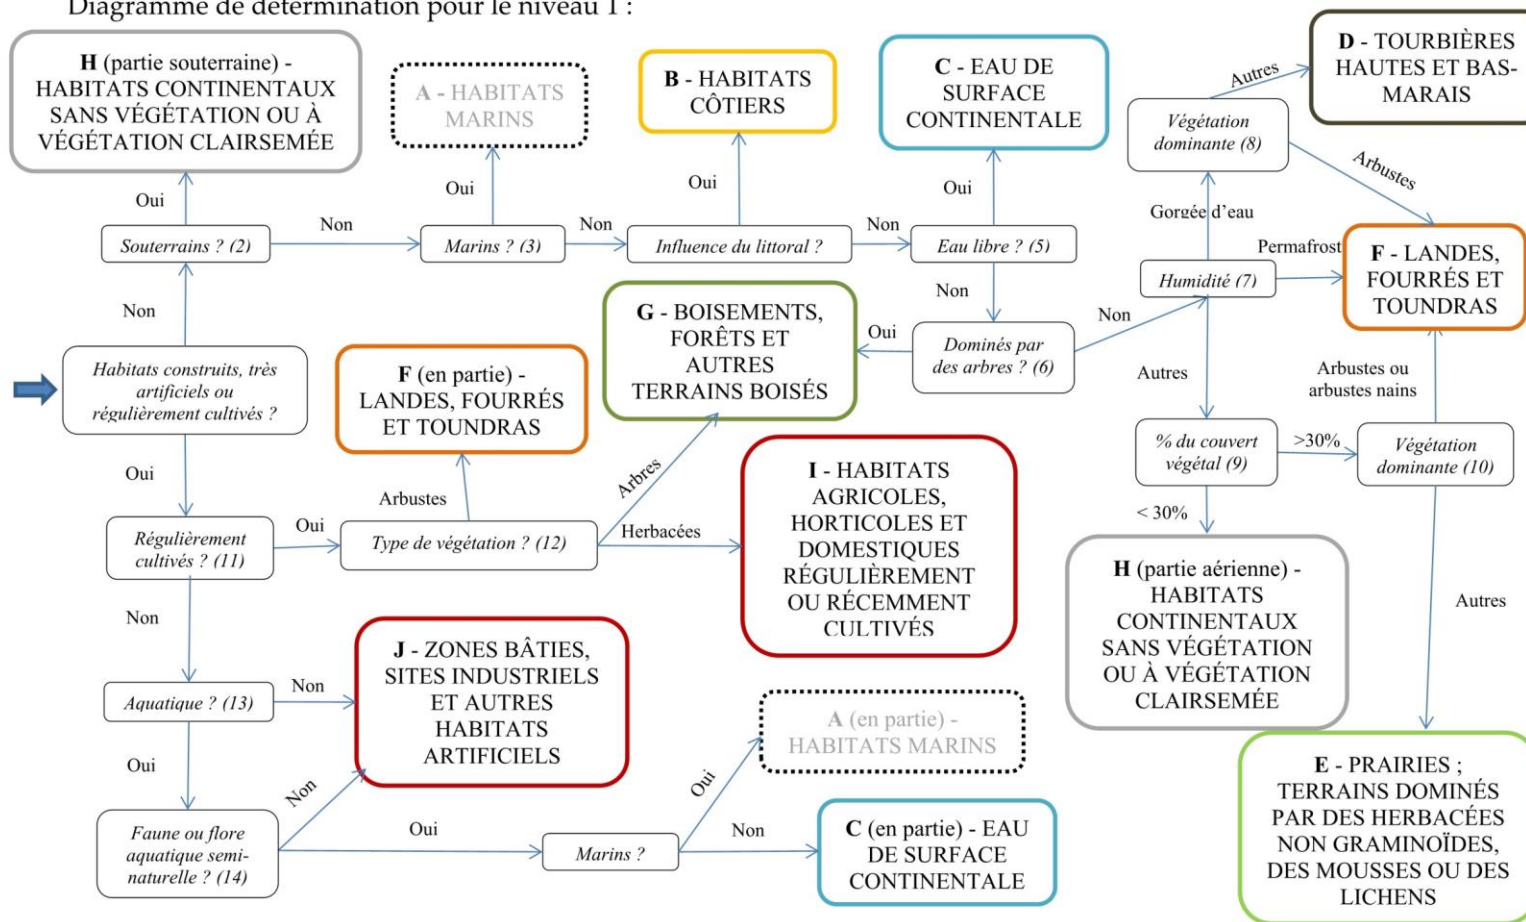 Diagramme de détermination pour le niveau 1 :
H (partie souterraine) -
HABITATS CONTINENTAUX
SANS VÉGÉTATION OU À
VÉGÉTATION CLAIRSEMÉE
A - HABITATS
MARINS
B - HABITATS
CÔTIERS
C - EAU DE
SURFACE
CONTINENTALE
D - TOURBIÈRES
HAUTES ET BAS-
MARAIS
Autres
Végétation
dominante (8)
Arbustes
Oui
Oui
Oui
Oui
Gorgée d'eau
Souterrains ? (2)
Non
Marins ? (3)
Non
Influence du littoral ?
Non
Eau libre ? (5)
Permafrost
F - LANDES,
FOURRÉS ET
TOUNDRAS
Humidité (7)
Non
Non
Non
G - BOISEMENTS,
FORÊTS ET
AUTRES
TERRAINS BOISÉS
Oui
Dominés par
des arbres ? (6)
Habitats construits, très
artificiels ou
régulièrement cultivés ?
F (en partie) -
LANDES, FOURRÉS
ET TOUNDRAS
Autres
Arbustes ou
arbustes nains
% du couvert
végétal (9)
>30%
Végétation
dominante (10)
Oui
Arbustes
Arbres
I - HABITATS
AGRICOLES,
HORTICOLES ET
DOMESTIQUES
RÉGULIÈREMENT
OU RÉCEMMENT
CULTIVÉS
< 30%
Régulièrement
cultivés ? (11)
Oui
Type de végétation ? (12)
Herbacées
H (partie aérienne) -
HABITATS
CONTINENTAUX
SANS VÉGÉTATION
OU À VÉGÉTATION
CLAIRSEMÉE
Autres
Non
J - ZONES BÂTIES,
SITES INDUSTRIELS
ET AUTRES
HABITATS
ARTIFICIELS
Aquatique ? (13)
Non
A (en partie) -
HABITATS MARINS
Oui
Non
Oui
E - PRAIRIES ;
TERRAINS DOMINÉS
PAR DES HERBACÉES
NON GRAMINOÏDES,
DES MOUSSES OU DES
LICHENS
Faune ou flore
aquatique semi-
naturelle ? (14)
Oui
Marins ?
Non
C (en partie) - EAU
DE SURFACE
CONTINENTALE